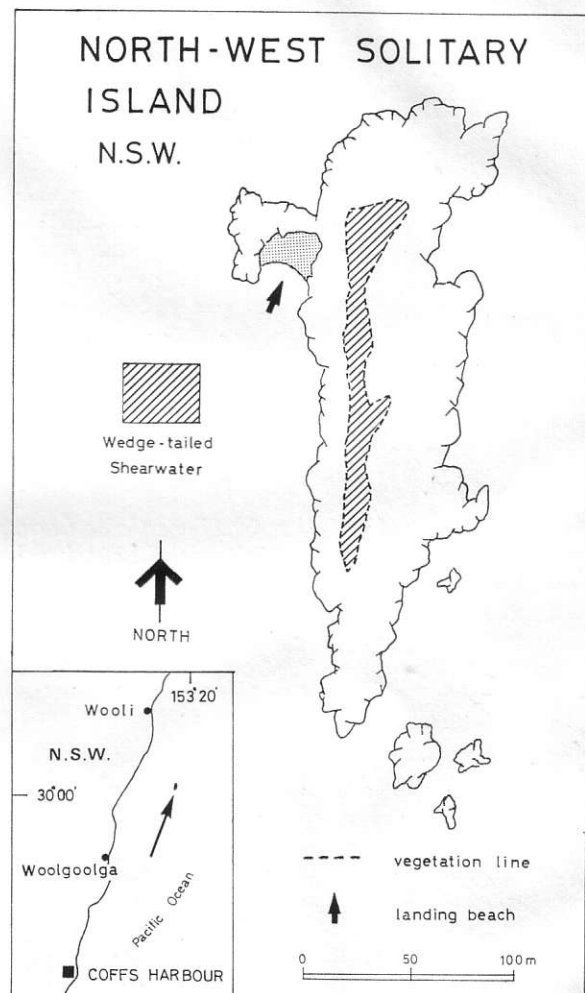 NORTH-WEST SOLITARY
ISLAND
N.S.W.
Wedge-tailed
Shearwater
NORTH
153°20'
Wooli
N.S.W.
30°00'
Woolgoolga
Pacific Ocean
COFFS HARBOUR
vegetation line
landing beach
0 50 100m